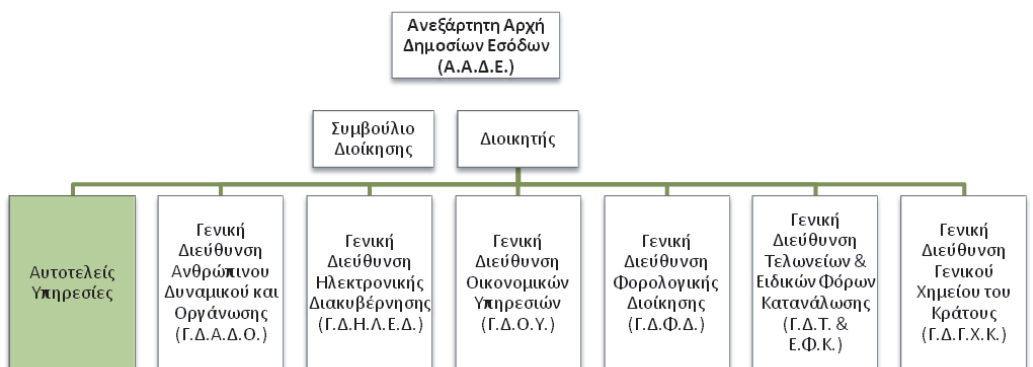 Ανεξάρτητη Αρχή
Δημοσίων Εσόδων
(Α.Α.Δ.Ε.)
Συμβούλιο
Διοίκησης
Διοικητής
Αυτοτελείς
Υπηρεσίες
Γενική
Διεύθυνση
Ανθρώπινου
Δυναμικού και
Οργάνωσης
(Γ.Δ.Α.Δ.Ο.)
Γενική
Διεύθυνση
Ηλεκτρονικής
Διακυβέρνησης
(Γ.Δ.Η.Λ.Ε.Δ.)
Γενική
Διεύθυνση
Οικονομικών
Υπηρεσιών
(Γ.Δ.Ο.Υ.)
Γενική
Διεύθυνση
Φορολογικής
Διοίκησης
(Γ.Δ.Φ.Δ.)
Γενική
Διεύθυνση
Τελωνείων &
Ειδικών Φόρων
Κατανάλωσης
(Γ.Δ.Τ. &
Ε.Φ.Κ.)
Γενική
Διεύθυνση
Γενικού
Χημείου του
Κράτους
(Γ.Δ.Γ.Χ.Κ.)